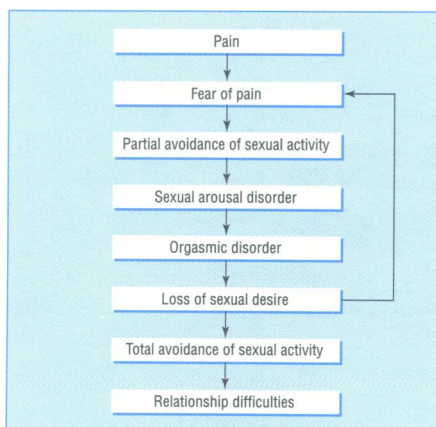 Pain
Fear of pain
Partial avoidance of sexual activity
Sexual arousal disorder
Orgasmic disorder
Loss of sexual desire
Total avoidance of sexual activity
Relationship difficulties